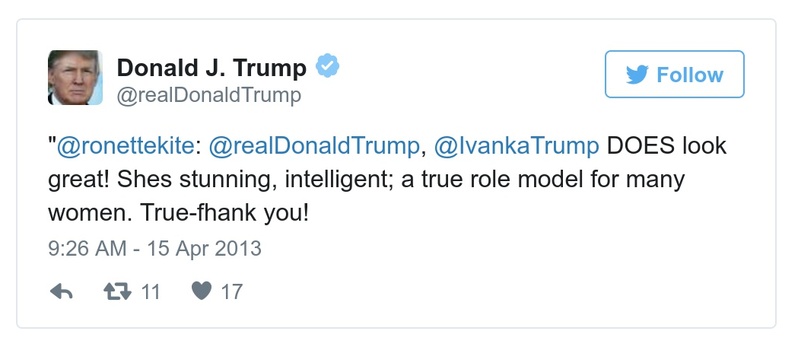 Donald J. Trump
@realDonaldTrump
Follow
"@ronettekite: @realDonaldTrump, @IvankaTrump DOES look
great! Shes stunning, intelligent; a true role model for many
women. True-fhank you!
9:26 AM - 15 Apr 2013
11 17